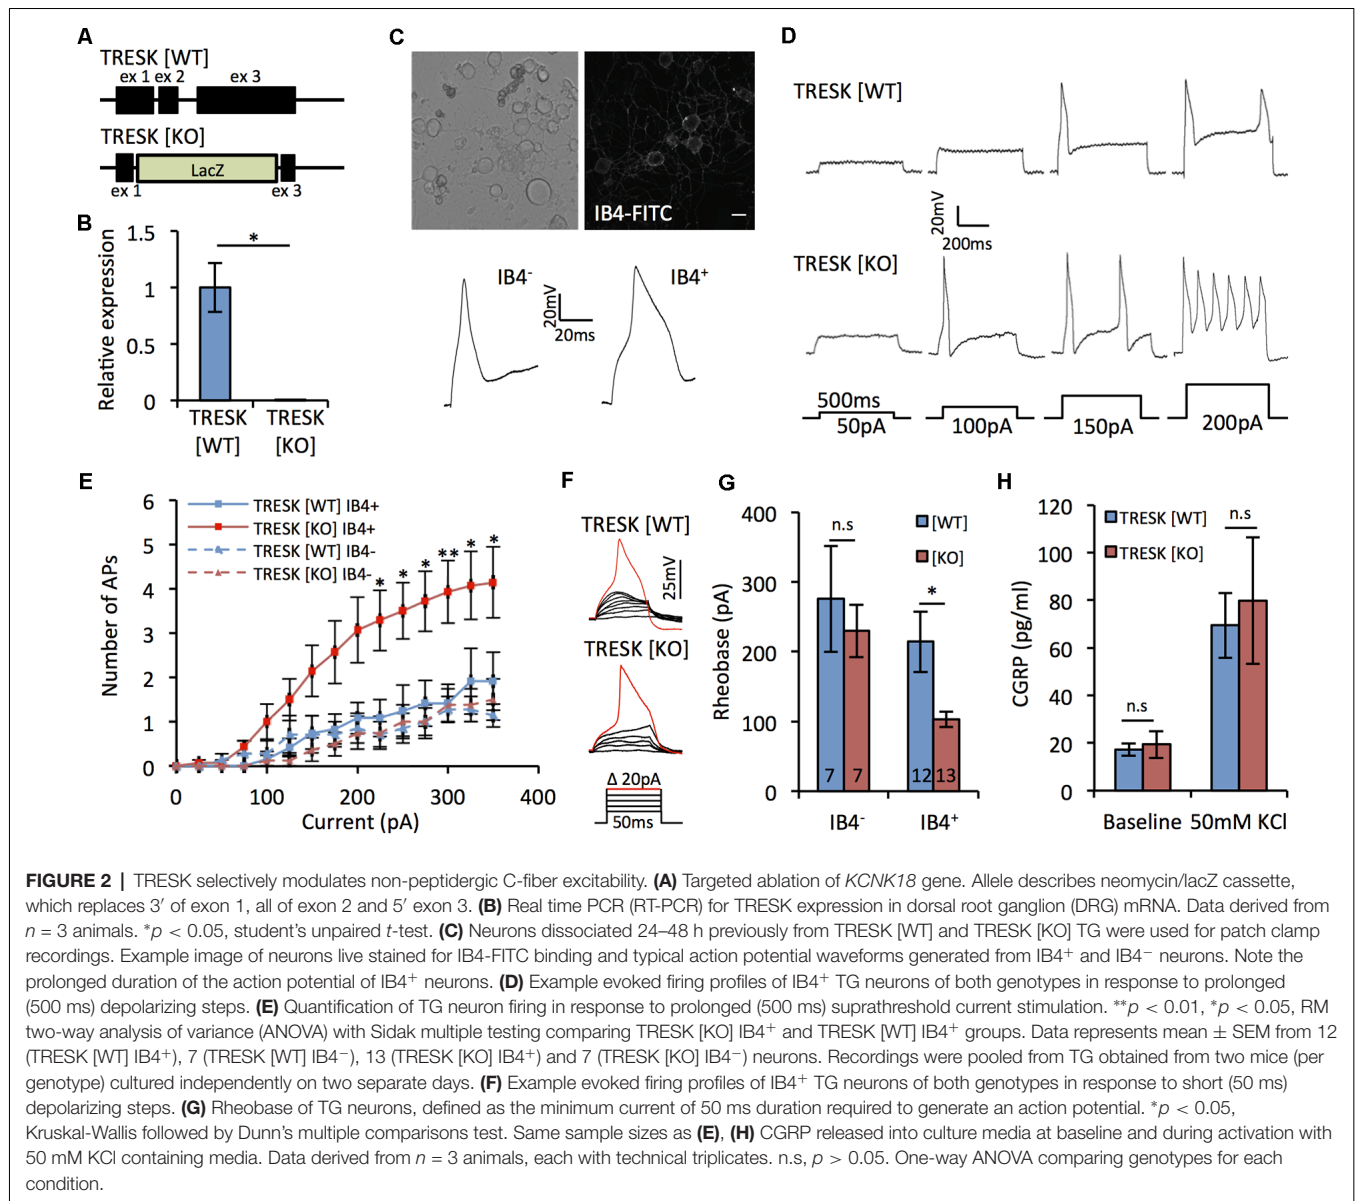 A
TRESK [WT]
ex 1 ex 2 ex 3
TRESK [KO]
LacZ
ex 1 ex 3
B
Relative expression
1.5
1
0.5
0
*
TRESK [WT]
TRESK [KO]
C
IB4-FITC
IB4-
IB4+
20mV
20ms
D
TRESK [WT]
20mV
200ms
TRESK [KO]
500ms
50pA 100pA 150pA 200pA
E
Number of APs
6
5
4
3
2
1
0
TRESK [WT] IB4+
TRESK [KO] IB4+
TRESK [WT] IB4-
TRESK [KO] IB4-
* * * ** * *
0 100 200 300 400
Current (pA)
F
TRESK [WT]
25mV
TRESK [KO]
Δ 20pA
50ms
G
Rheobase (pA)
400
300
200
100
0
n.s
[WT]
[KO]
*
7 7 12 13
IB4- IB4+
H
CGRP (pg/ml)
120
100
80
60
40
20
0
TRESK [WT]
TRESK [KO]
n.s
n.s
Baseline 50mM KCl
FIGURE 2 | TRESK selectively modulates non-peptidergic C-fiber excitability. (A) Targeted ablation of KCNK18 gene. Allele describes neomycin/lacZ cassette,
which replaces 3′ of exon 1, all of exon 2 and 5′ exon 3. (B) Real time PCR (RT-PCR) for TRESK expression in dorsal root ganglion (DRG) mRNA. Data derived from
n = 3 animals. *p < 0.05, student's unpaired t-test. (C) Neurons dissociated 24–48 h previously from TRESK [WT] and TRESK [KO] TG were used for patch clamp
recordings. Example image of neurons live stained for IB4-FITC binding and typical action potential waveforms generated from IB4+ and IB4− neurons. Note the
prolonged duration of the action potential of IB4+ neurons. (D) Example evoked firing profiles of IB4+ TG neurons of both genotypes in response to prolonged
(500 ms) depolarizing steps. (E) Quantification of TG neuron firing in response to prolonged (500 ms) suprathreshold current stimulation. **p < 0.01, *p < 0.05, RM
two-way analysis of variance (ANOVA) with Sidak multiple testing comparing TRESK [KO] IB4+ and TRESK [WT] IB4+ groups. Data represents mean ± SEM from 12
(TRESK [WT] IB4+), 7 (TRESK [WT] IB4−), 13 (TRESK [KO] IB4+) and 7 (TRESK [KO] IB4−) neurons. Recordings were pooled from TG obtained from two mice (per
genotype) cultured independently on two separate days. (F) Example evoked firing profiles of IB4+ TG neurons of both genotypes in response to short (50 ms)
depolarizing steps. (G) Rheobase of TG neurons, defined as the minimum current of 50 ms duration required to generate an action potential. *p < 0.05,
Kruskal-Wallis followed by Dunn's multiple comparisons test. Same sample sizes as (E), (H) CGRP released into culture media at baseline and during activation with
50 mM KCl containing media. Data derived from n = 3 animals, each with technical triplicates. n.s, p > 0.05. One-way ANOVA comparing genotypes for each
condition.